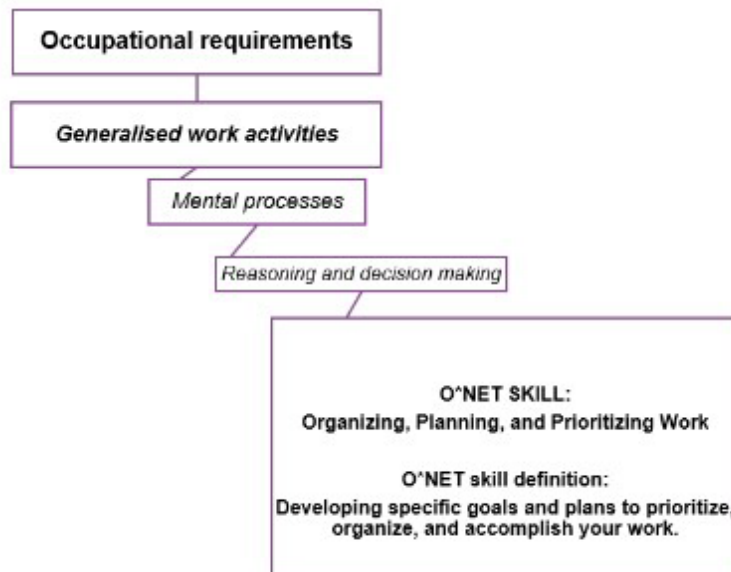 Occupational requirements
Generalised work activities
Mental processes
Reasoning and decision making
O^NET SKILL:
Organizing, Planning, and Prioritizing Work
O^NET skill definition:
Developing specific goals and plans to prioritize,
organize, and accomplish your work.